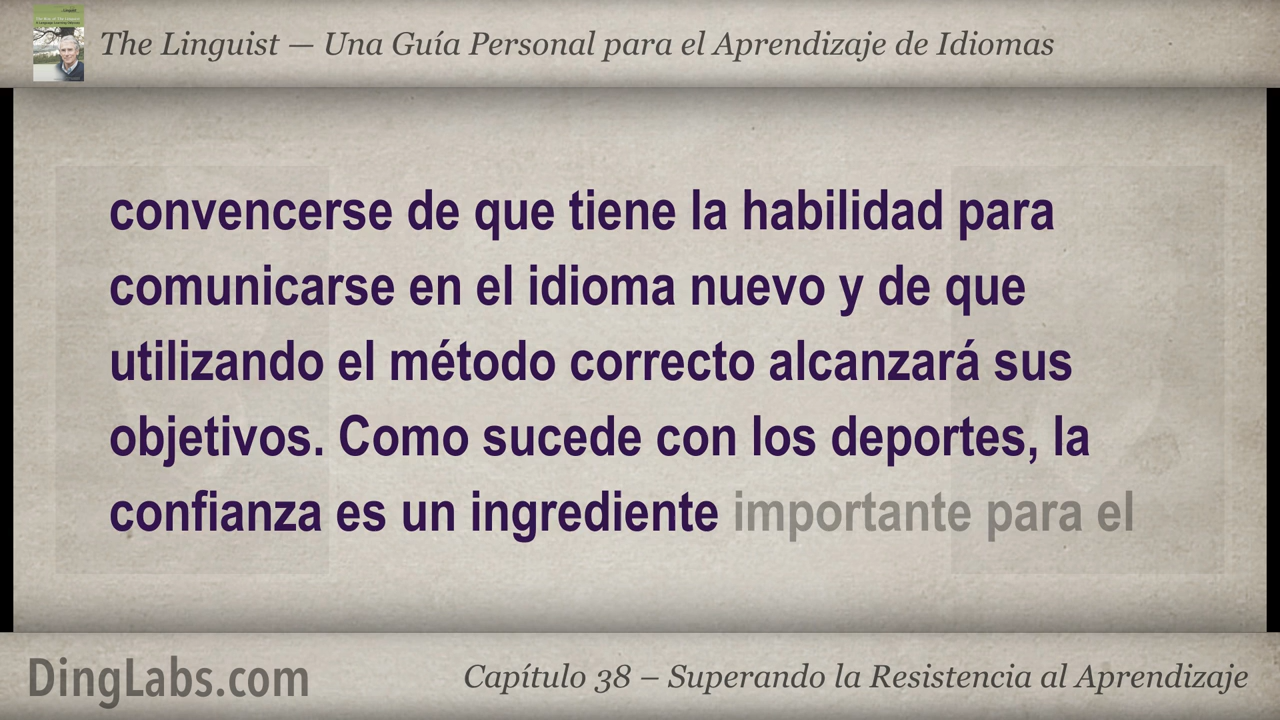 The Linguist — Una Guía Personal para el Aprendizaje de Idiomas
convencerse de que tiene la habilidad para
comunicarse en el idioma nuevo y de que
utilizando el método correcto alcanzará sus
objetivos. Como sucede con los deportes, la
confianza es un ingrediente importante para el
DingLabs.com
Capítulo 38 – Superando la Resistencia al Aprendizaje